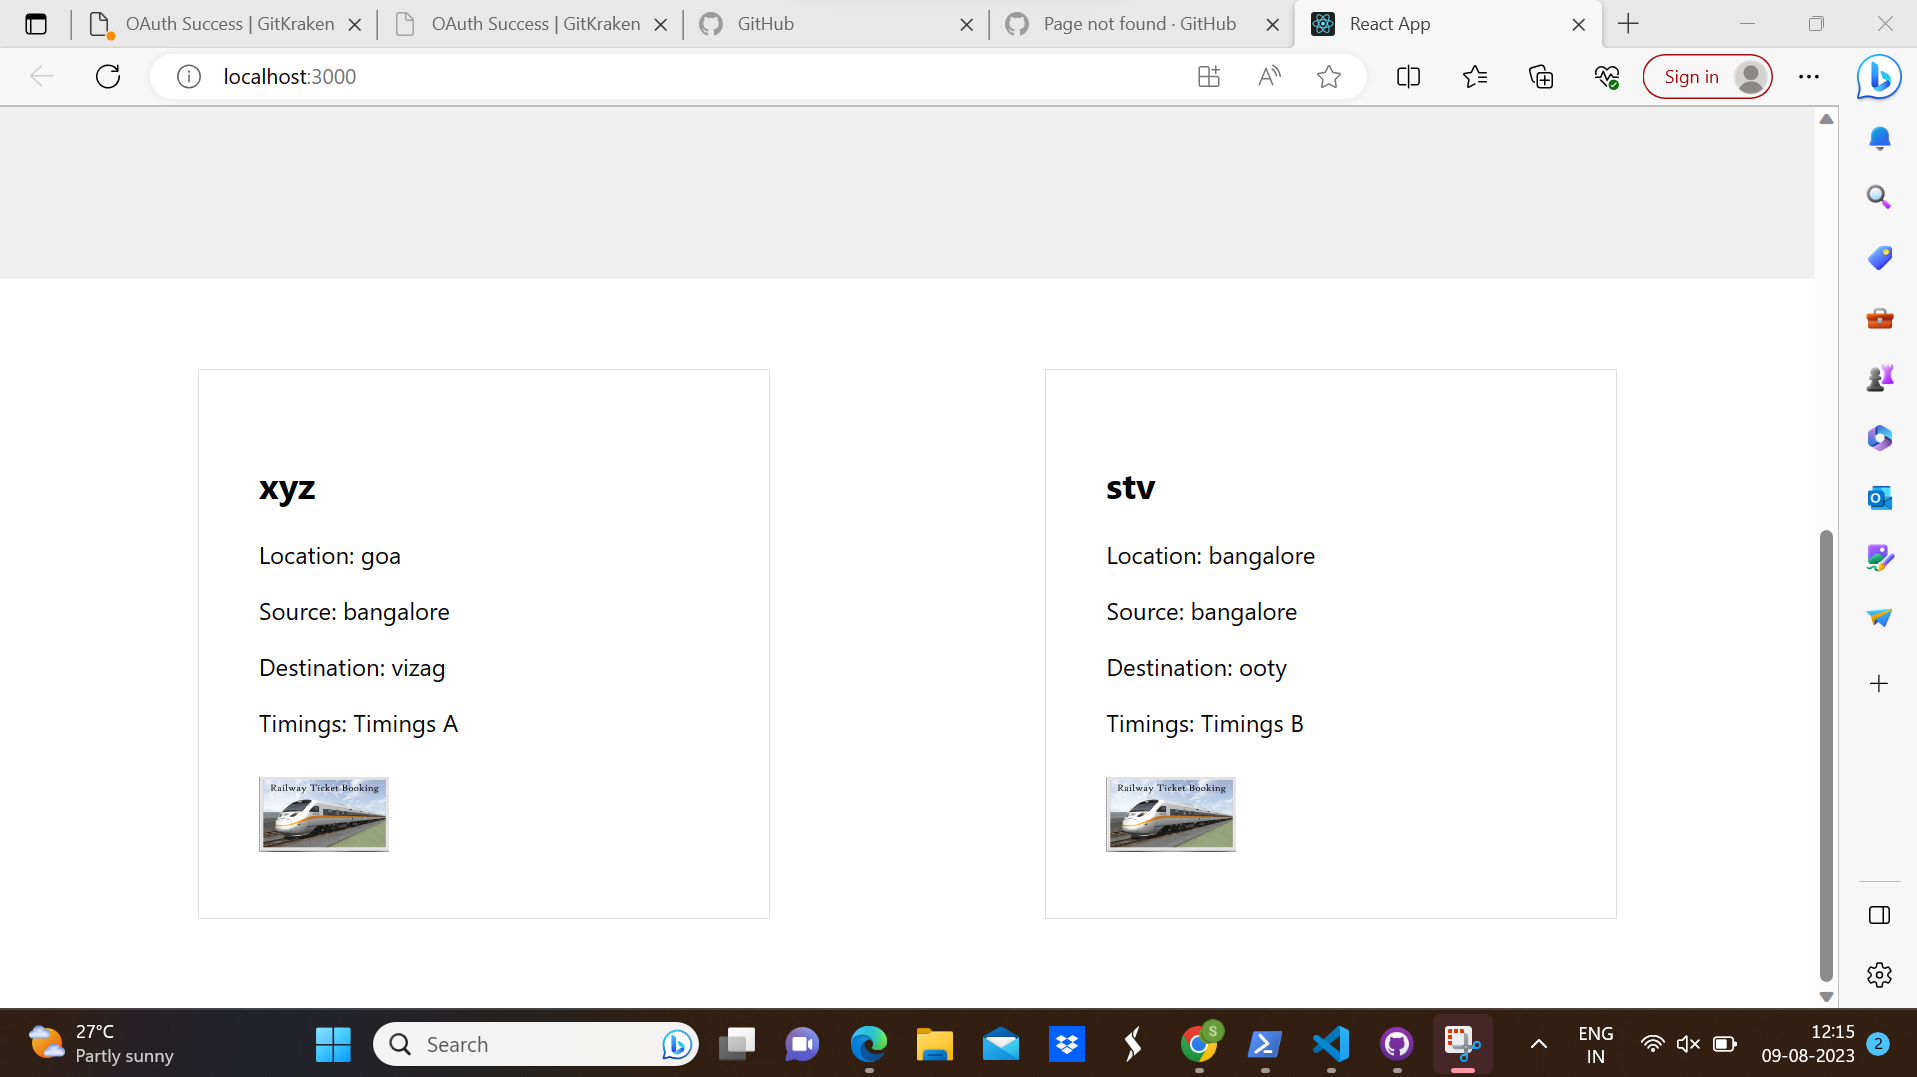 OAuth Success | GitKraken
OAuth Success | GitKraken
GitHub
Page not found · GitHub
React App
localhost:3000
Sign in
xyz
Location: goa
Source: bangalore
Destination: vizag
Timings: Timings A
Railway Ticket Booking
stv
Location: bangalore
Source: bangalore
Destination: ooty
Timings: Timings B
Railway Ticket Booking
27°C
Partly sunny
Search
S
ENG
IN
12:15
09-08-2023
2